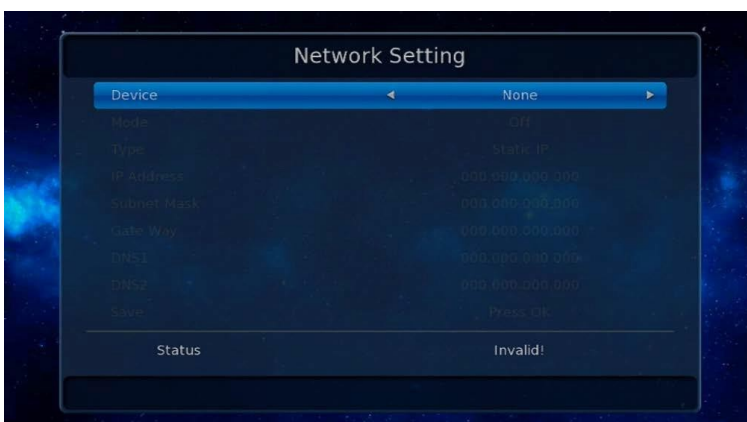 Network Setting
Device ◄ None ►
Mode Off
Type Static IP
IP Address 000.000.000.000
Subnet Mask 000.000.000.000
Gate Way 000.000.000.000
DNS1 000.000.000.000
DNS2 000.000.000.000
Save Press OK
Status Invalid!